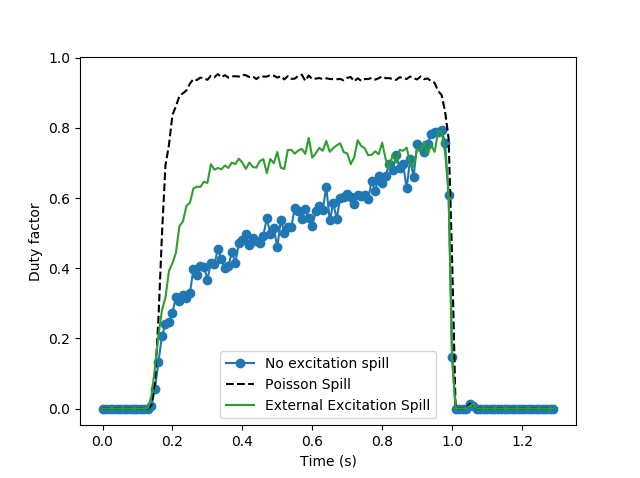 1.0
0.8
0.6
0.4
0.2
0.0
Duty factor
No excitation spill
Poisson Spill
External Excitation Spill
0.0 0.2 0.4 0.6 0.8 1.0 1.2
Time (s)